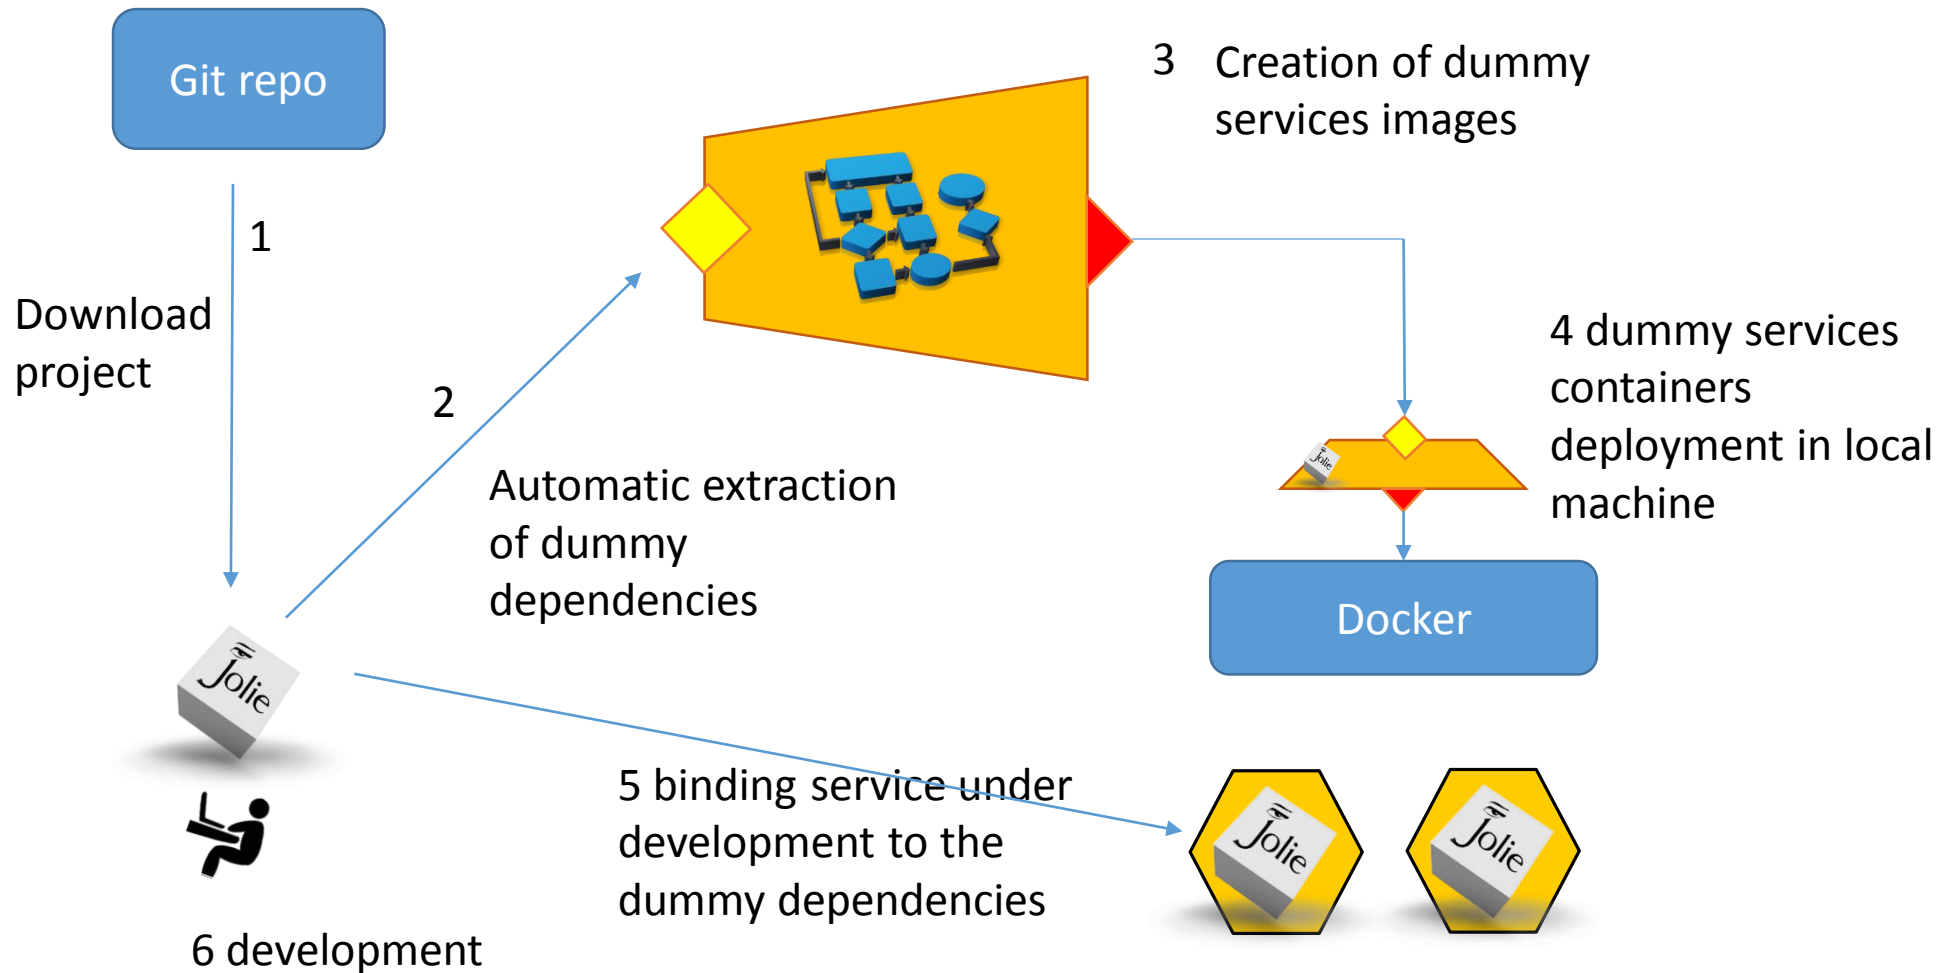 Git repo
3 Creation of dummy
services images
1
Download
project
2
Automatic extraction
of dummy
dependencies
4 dummy services
containers
deployment in local
machine
Jolie
Docker
Jolie
5 binding service under
development to the
dummy dependencies
Jolie
Jolie
6 development